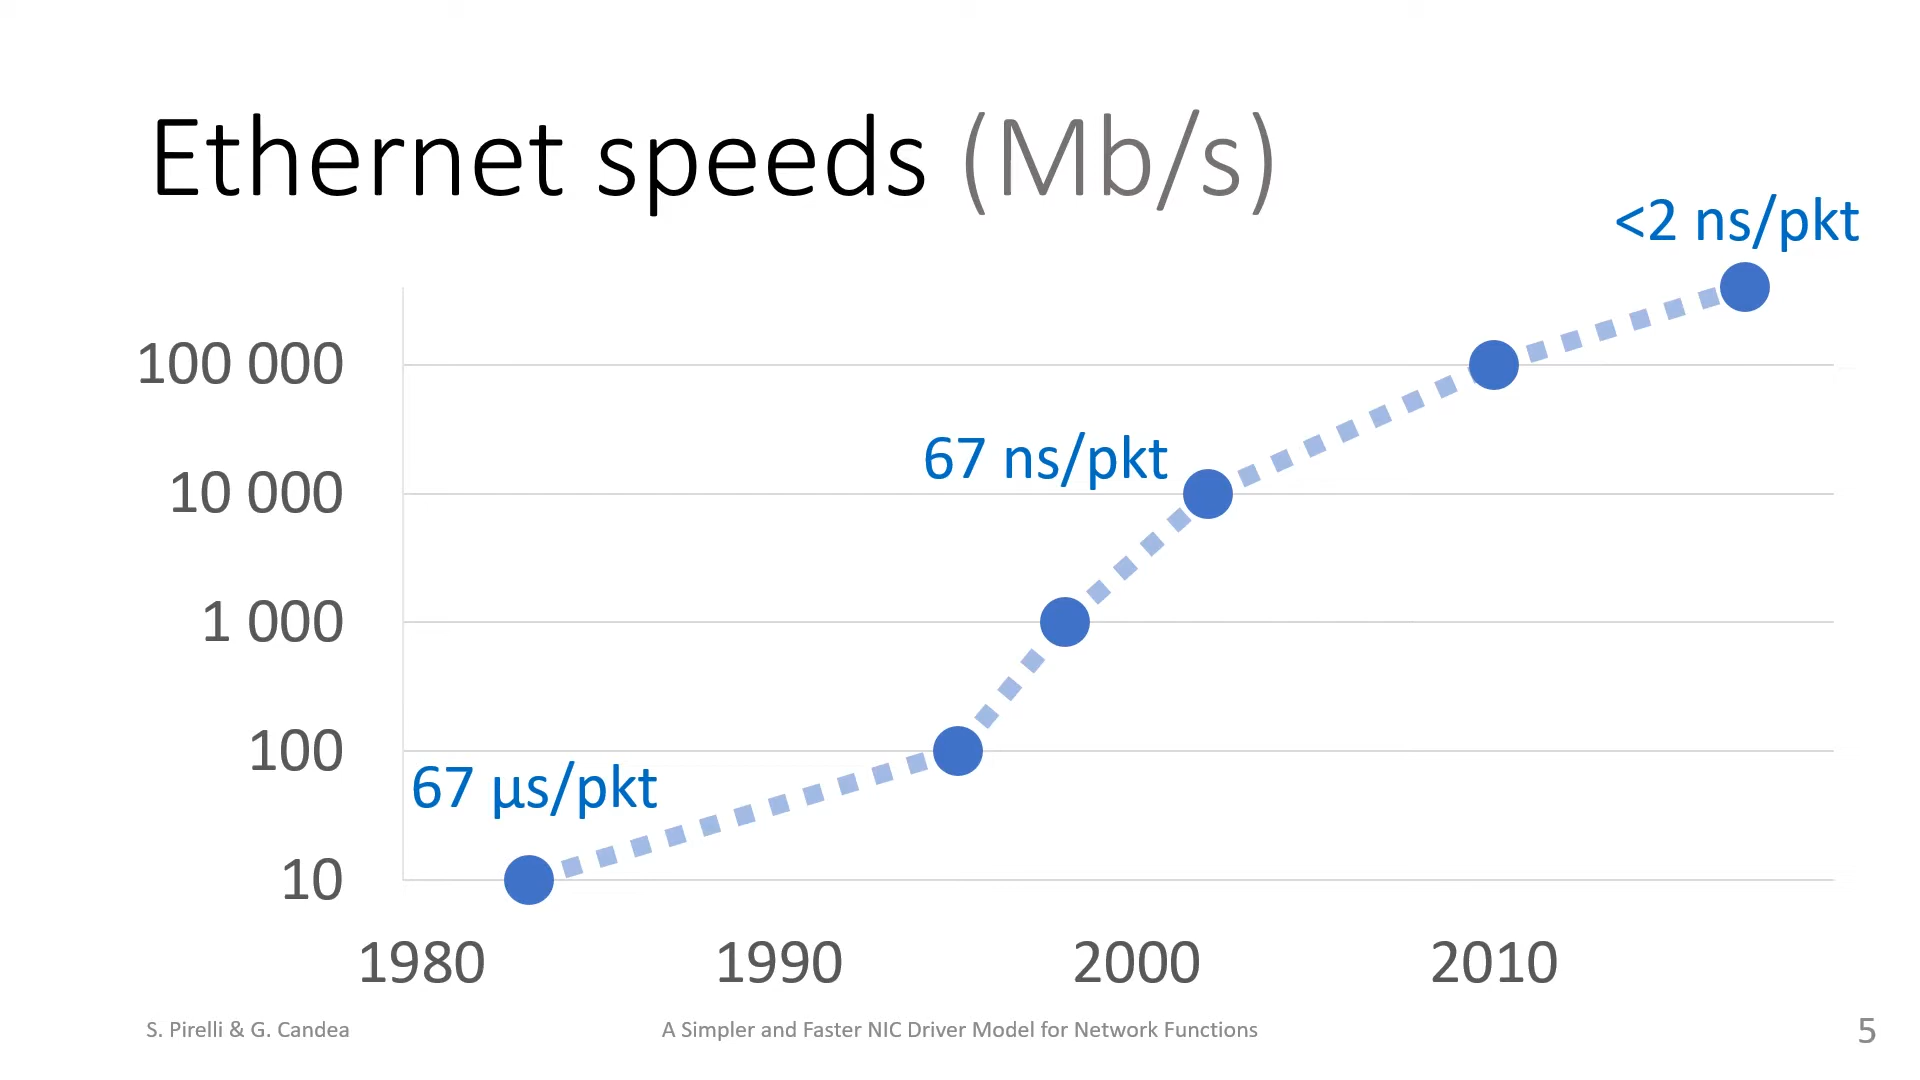 Ethernet speeds (Mb/s)
<2 ns/pkt
100 000
67 ns/pkt
10 000
1 000
100
67 μs/pkt
10
1980 1990 2000 2010
S. Pirelli & G. Candea
A Simpler and Faster NIC Driver Model for Network Functions
5